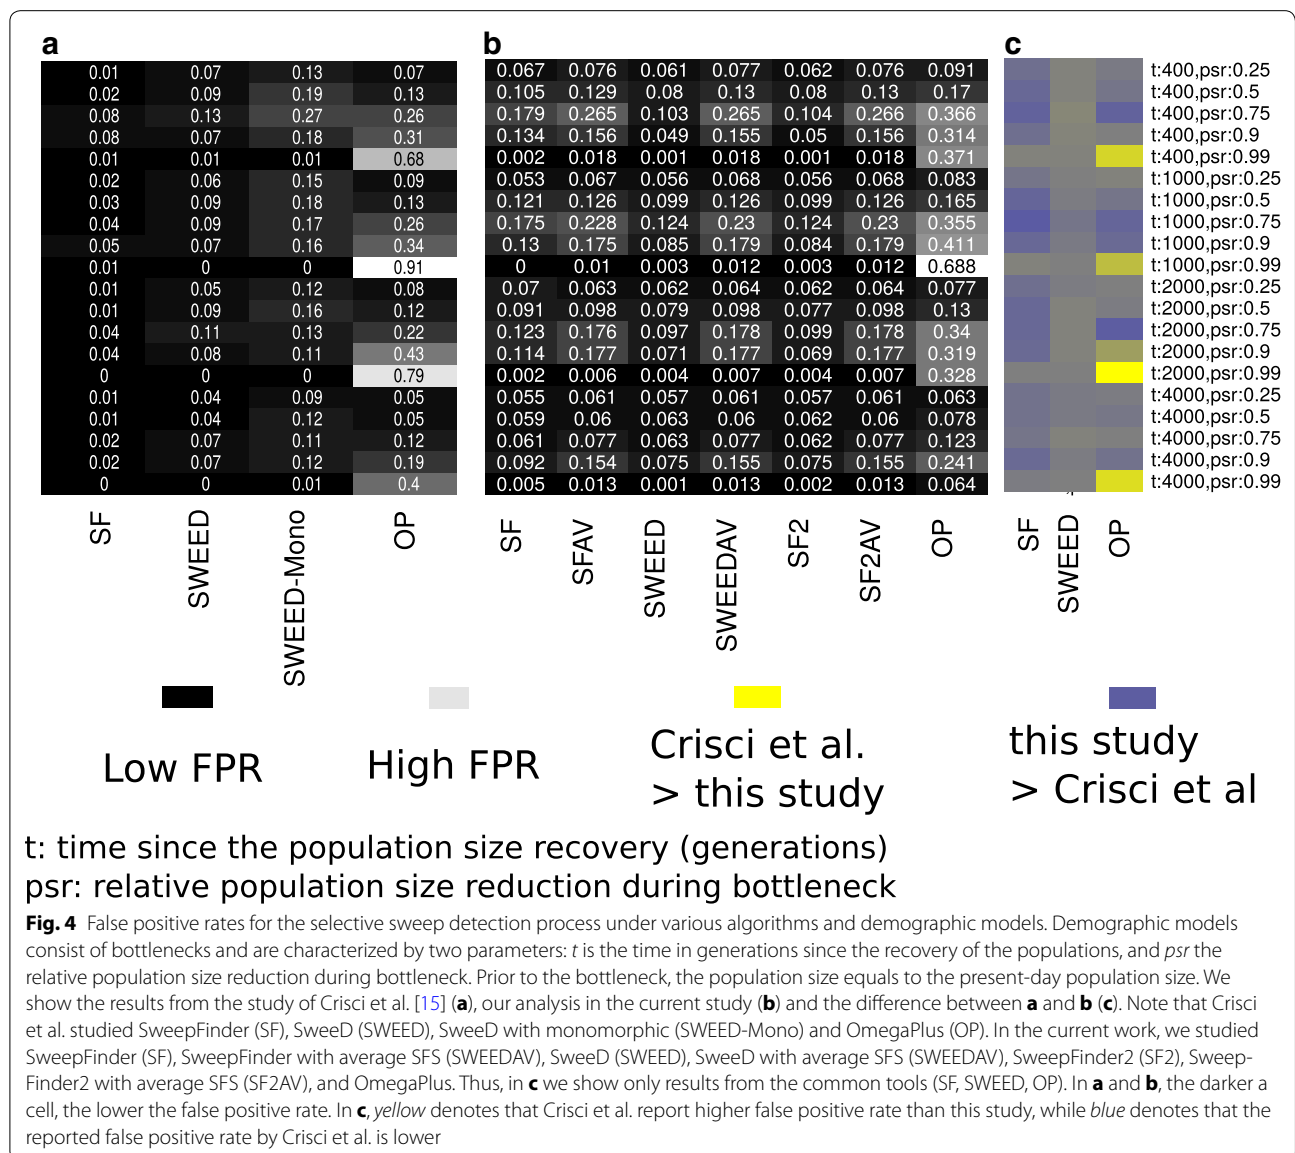 a b c
0.01 0.07 0.13 0.07 0.067 0.076 0.061 0.077 0.062 0.076 0.091 t:400,psr:0.25
0.02 0.09 0.19 0.13 0.105 0.129 0.08 0.13 0.08 0.13 0.17 t:400,psr:0.5
0.08 0.13 0.27 0.26 0.179 0.265 0.103 0.265 0.104 0.266 0.366 t:400,psr:0.75
0.08 0.07 0.18 0.31 0.134 0.156 0.049 0.155 0.05 0.156 0.314 t:400,psr:0.9
0.01 0.01 0.01 0.68 0.002 0.018 0.001 0.018 0.001 0.018 0.371 t:400,psr:0.99
0.02 0.06 0.15 0.09 0.053 0.067 0.056 0.068 0.056 0.068 0.083 t:1000,psr:0.25
0.03 0.09 0.18 0.13 0.121 0.126 0.099 0.126 0.099 0.126 0.165 t:1000,psr:0.5
0.04 0.09 0.17 0.26 0.175 0.228 0.124 0.23 0.124 0.23 0.355 t:1000,psr:0.75
0.05 0.07 0.16 0.34 0.13 0.175 0.085 0.179 0.084 0.179 0.411 t:1000,psr:0.9
0.01 0 0 0.91 0 0.01 0.003 0.012 0.003 0.012 0.688 t:1000,psr:0.99
0.01 0.05 0.12 0.08 0.07 0.063 0.062 0.064 0.062 0.064 0.077 t:2000,psr:0.25
0.01 0.09 0.16 0.12 0.091 0.098 0.079 0.098 0.077 0.098 0.13 t:2000,psr:0.5
0.04 0.11 0.13 0.22 0.123 0.176 0.097 0.178 0.099 0.178 0.34 t:2000,psr:0.75
0.04 0.08 0.11 0.43 0.114 0.177 0.071 0.177 0.069 0.177 0.319 t:2000,psr:0.9
0 0 0 0.79 0.002 0.006 0.004 0.007 0.004 0.007 0.328 t:2000,psr:0.99
0.01 0.04 0.09 0.05 0.055 0.061 0.057 0.061 0.057 0.061 0.063 t:4000,psr:0.25
0.01 0.04 0.12 0.05 0.059 0.06 0.063 0.06 0.062 0.06 0.078 t:4000,psr:0.5
0.02 0.07 0.11 0.12 0.061 0.077 0.063 0.077 0.062 0.077 0.123 t:4000,psr:0.75
0.02 0.07 0.12 0.19 0.092 0.154 0.075 0.155 0.075 0.155 0.241 t:4000,psr:0.9
0 0 0.01 0.4 0.005 0.013 0.001 0.013 0.002 0.013 0.064 t:4000,psr:0.99
SF SWEED SWEED-Mono OP SF SFAV SWEED SWEEDAV SF2 SF2AV OP SF SWEED OP
Low FPR
High FPR
Crisci et al.
> this study
this study
> Crisci et al
t: time since the population size recovery (generations)
psr: relative population size reduction during bottleneck
Fig. 4 False positive rates for the selective sweep detection process under various algorithms and demographic models. Demographic models
consist of bottlenecks and are characterized by two parameters: t is the time in generations since the recovery of the populations, and psr the
relative population size reduction during bottleneck. Prior to the bottleneck, the population size equals to the present-day population size. We
show the results from the study of Crisci et al. [15] (a), our analysis in the current study (b) and the difference between a and b (c). Note that Crisci
et al. studied SweepFinder (SF), SweeD (SWEED), SweeD with monomorphic (SWEED-Mono) and OmegaPlus (OP). In the current work, we studied
SweepFinder (SF), SweepFinder with average SFS (SWEEDAV), SweeD (SWEED), SweeD with average SFS (SWEEDAV), SweepFinder2 (SF2), Sweep-
Finder2 with average SFS (SF2AV), and OmegaPlus. Thus, in c we show only results from the common tools (SF, SWEED, OP). In a and b, the darker a
cell, the lower the false positive rate. In c, yellow denotes that Crisci et al. report higher false positive rate than this study, while blue denotes that the
reported false positive rate by Crisci et al. is lower